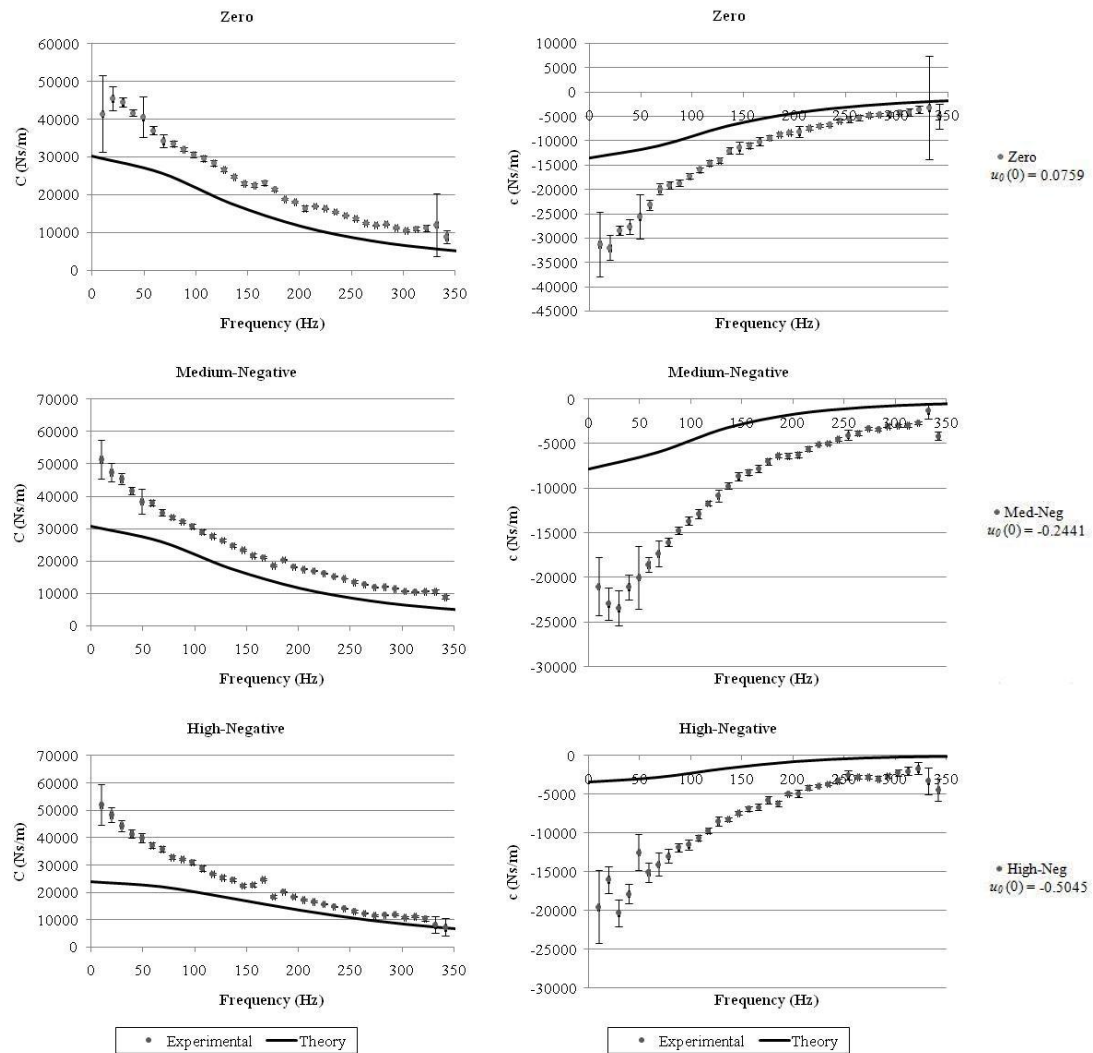 Zero
C (Ns/m)
60000
50000
40000
30000
20000
10000
0
0 50 100 150 200 250 300 350
Frequency (Hz)
Zero
c (Ns/m)
10000
5000
0
-5000
-10000
-15000
-20000
-25000
-30000
-35000
-40000
-45000
0 50 100 150 200 250 300 350
Frequency (Hz)
Zero
u₀(0) = 0.0759
Medium-Negative
C (Ns/m)
70000
60000
50000
40000
30000
20000
10000
0
0 50 100 150 200 250 300 350
Frequency (Hz)
Medium-Negative
c (Ns/m)
0
-5000
-10000
-15000
-20000
-25000
-30000
0 50 100 150 200 250 300 350
Frequency (Hz)
Med-Neg
u₀(0) = -0.2441
High-Negative
C (Ns/m)
70000
60000
50000
40000
30000
20000
10000
0
0 50 100 150 200 250 300 350
Frequency (Hz)
Experimental Theory
High-Negative
c (Ns/m)
0
-5000
-10000
-15000
-20000
-25000
-30000
0 50 100 150 200 250 300 350
Frequency (Hz)
Experimental Theory
High-Neg
u₀(0) = -0.5045